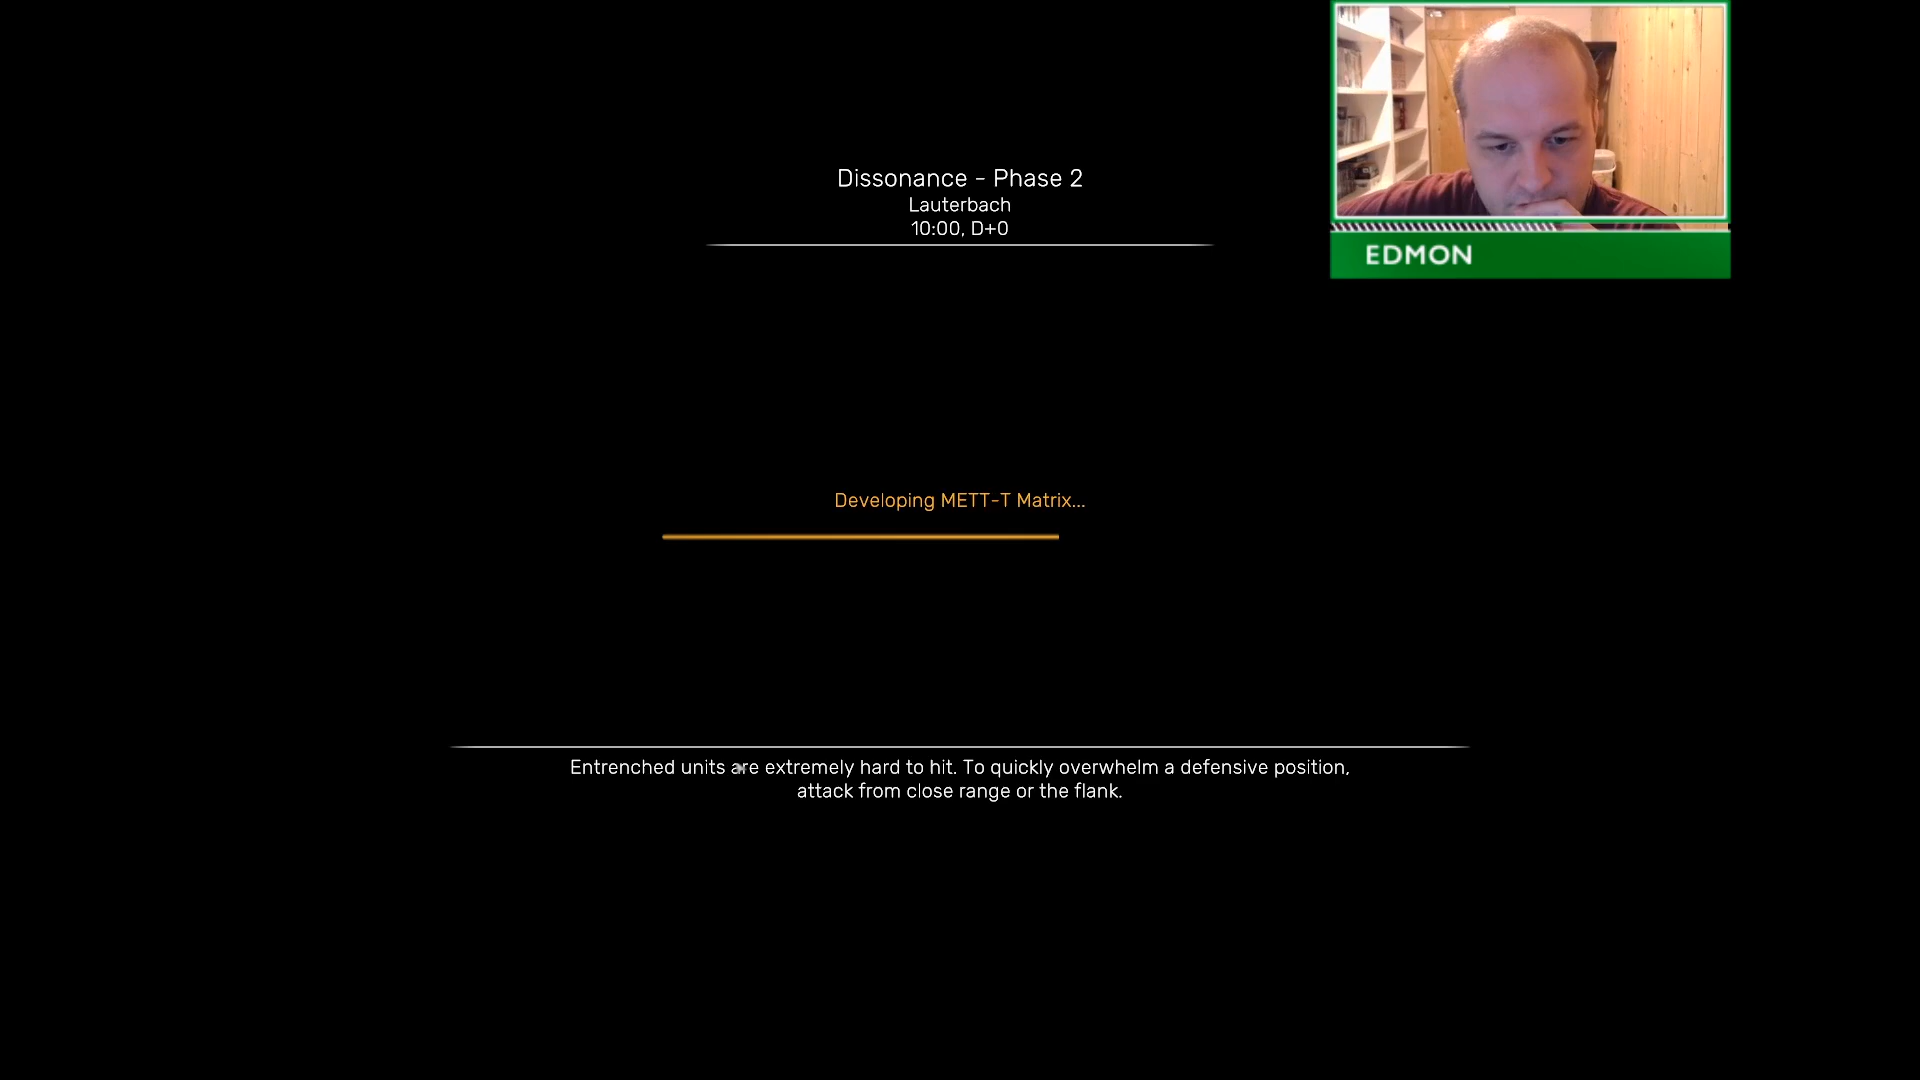 Dissonance - Phase 2
Lauterbach
10:00, D+0
EDMON
Developing METT-T Matrix...
Entrenched units are extremely hard to hit. To quickly overwhelm a defensive position,
attack from close range or the flank.